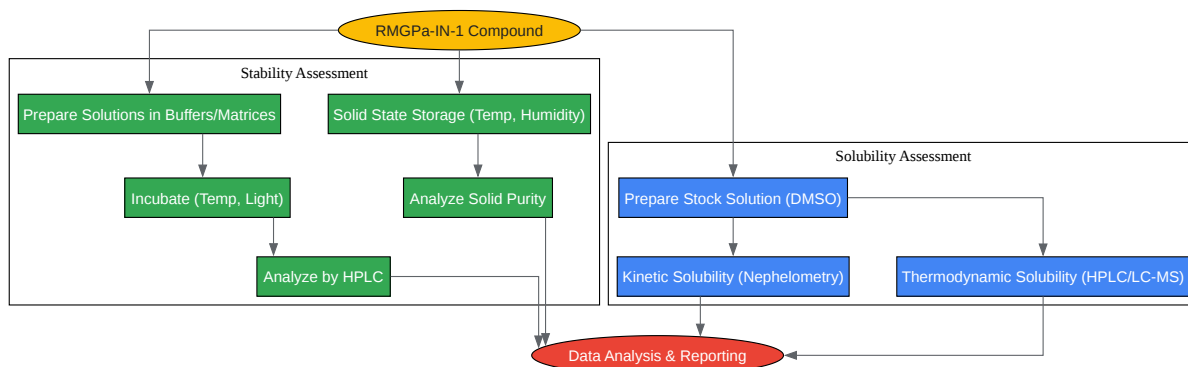 RMGPa-IN-1 Compound
Stability Assessment
Prepare Solutions in Buffers/Matrices
Solid State Storage (Temp, Humidity)
Incubate (Temp, Light)
Analyze Solid Purity
Analyze by HPLC
Solubility Assessment
Prepare Stock Solution (DMSO)
Kinetic Solubility (Nephelometry)
Thermodynamic Solubility (HPLC/LC-MS)
Data Analysis & Reporting